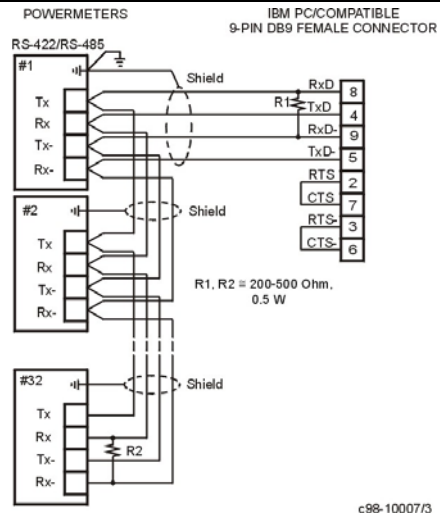 POWERMETERS
IBM PC/COMPATIBLE
9-PIN DB9 FEMALE CONNECTOR
RS-422/RS-485
#1
Shield
Tx
Rx
Tx-
Rx-
R1
RxD 8
TxD 4
RxD- 9
TxD- 5
RTS 2
CTS 7
RTS- 3
CTS- 6
#2
Shield
Tx
Rx
Tx-
Rx-
R1, R2 = 200-500 Ohm,
0.5 W
#32
Shield
Tx
Rx
Tx-
Rx-
R2
c98-10007/3